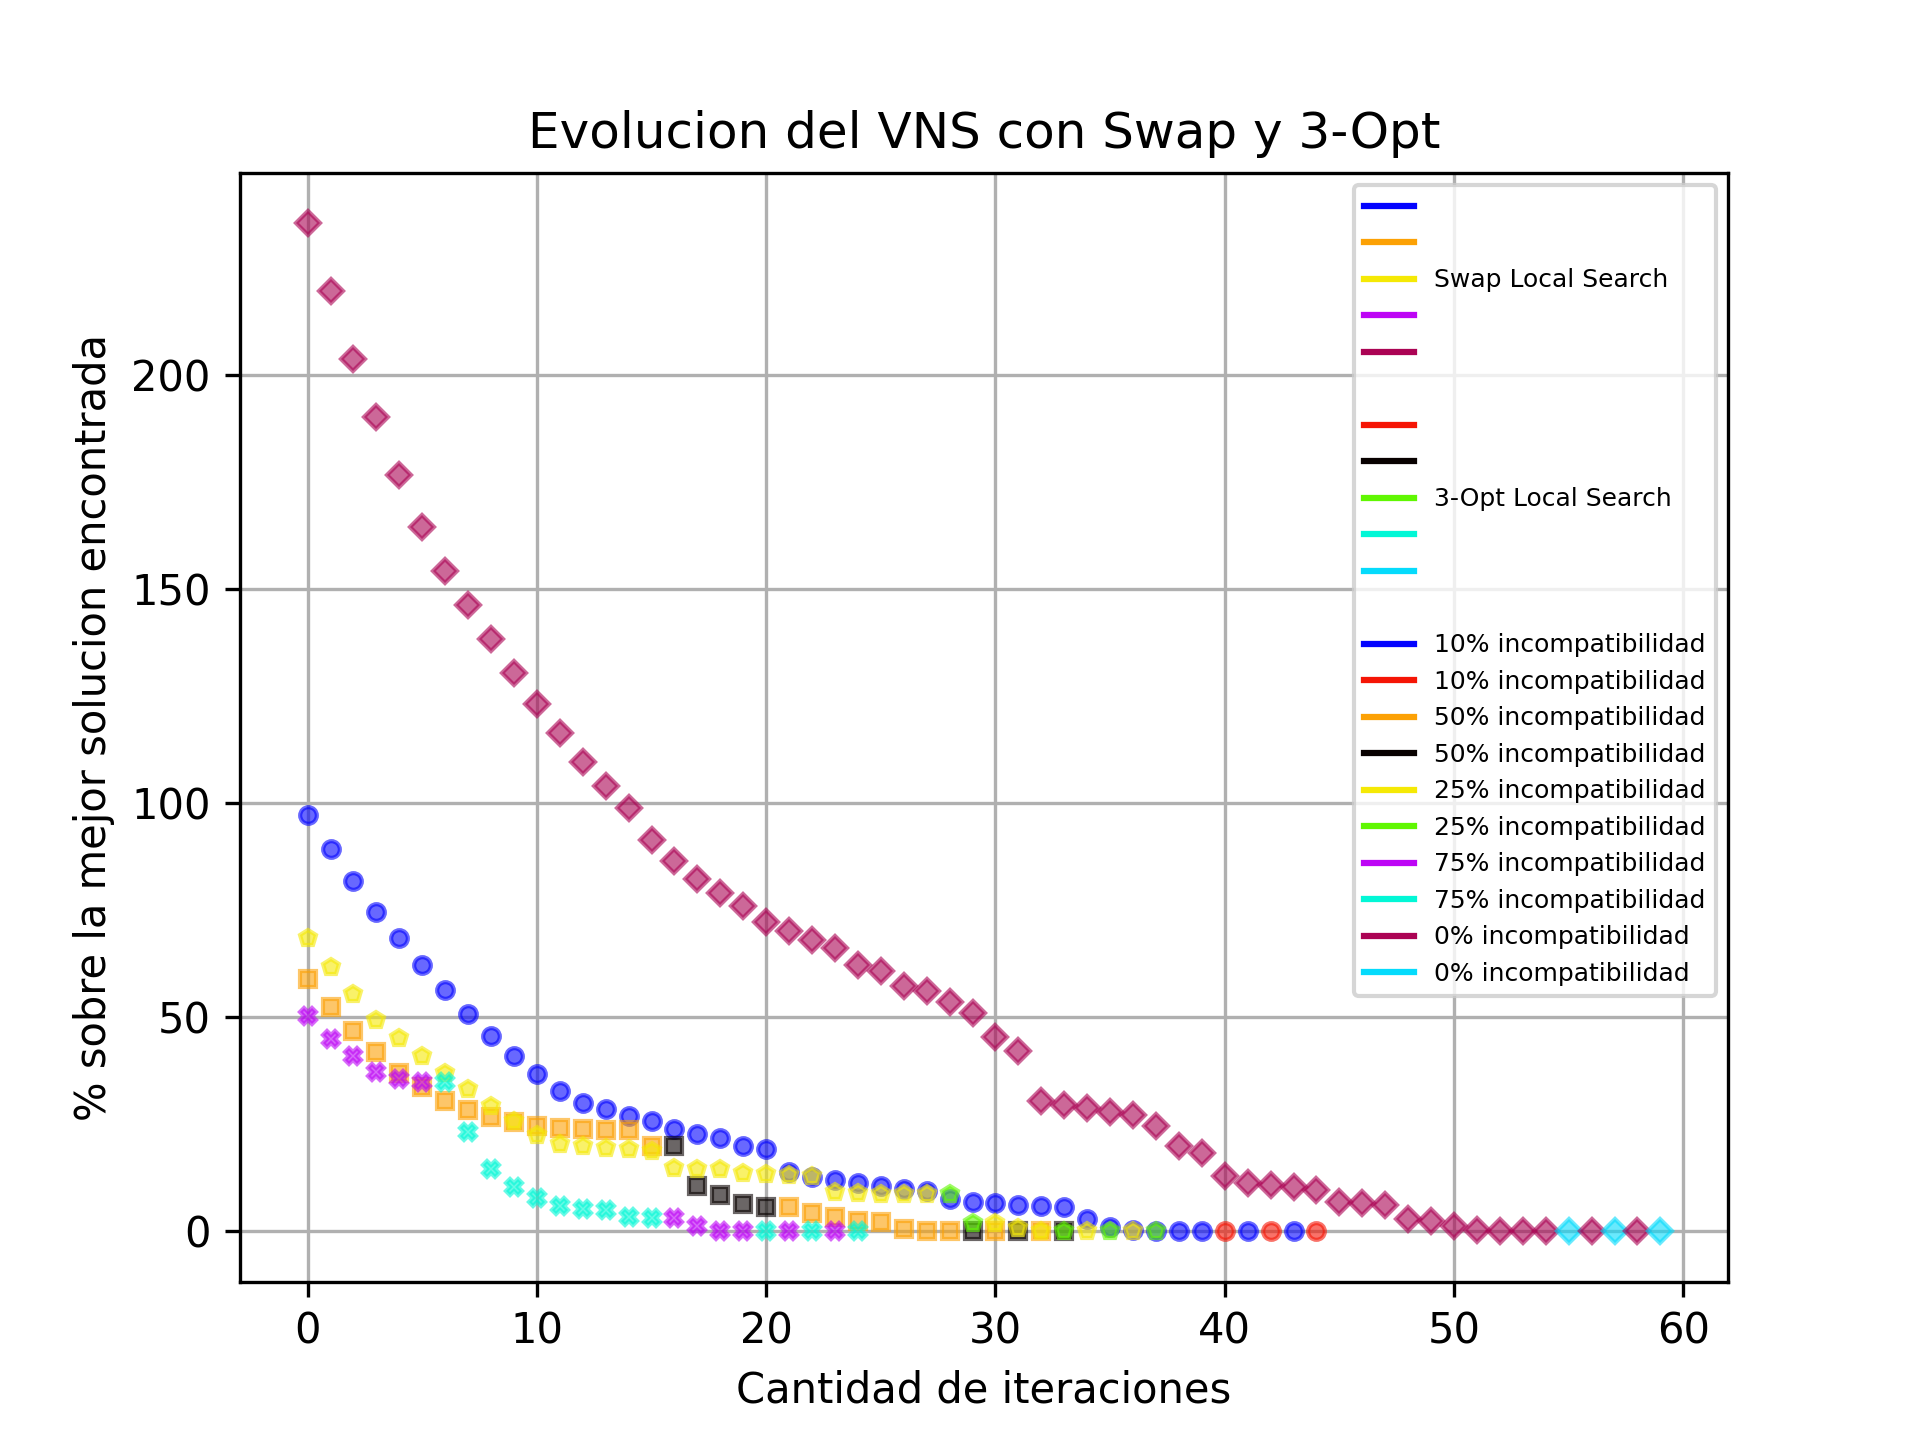 Evolucion del VNS con Swap y 3-Opt
% sobre la mejor solucion encontrada
200
150
100
50
0
Swap Local Search
3-Opt Local Search
10% incompatibilidad
10% incompatibilidad
50% incompatibilidad
50% incompatibilidad
25% incompatibilidad
25% incompatibilidad
75% incompatibilidad
75% incompatibilidad
0% incompatibilidad
0% incompatibilidad
0 10 20 30 40 50 60
Cantidad de iteraciones